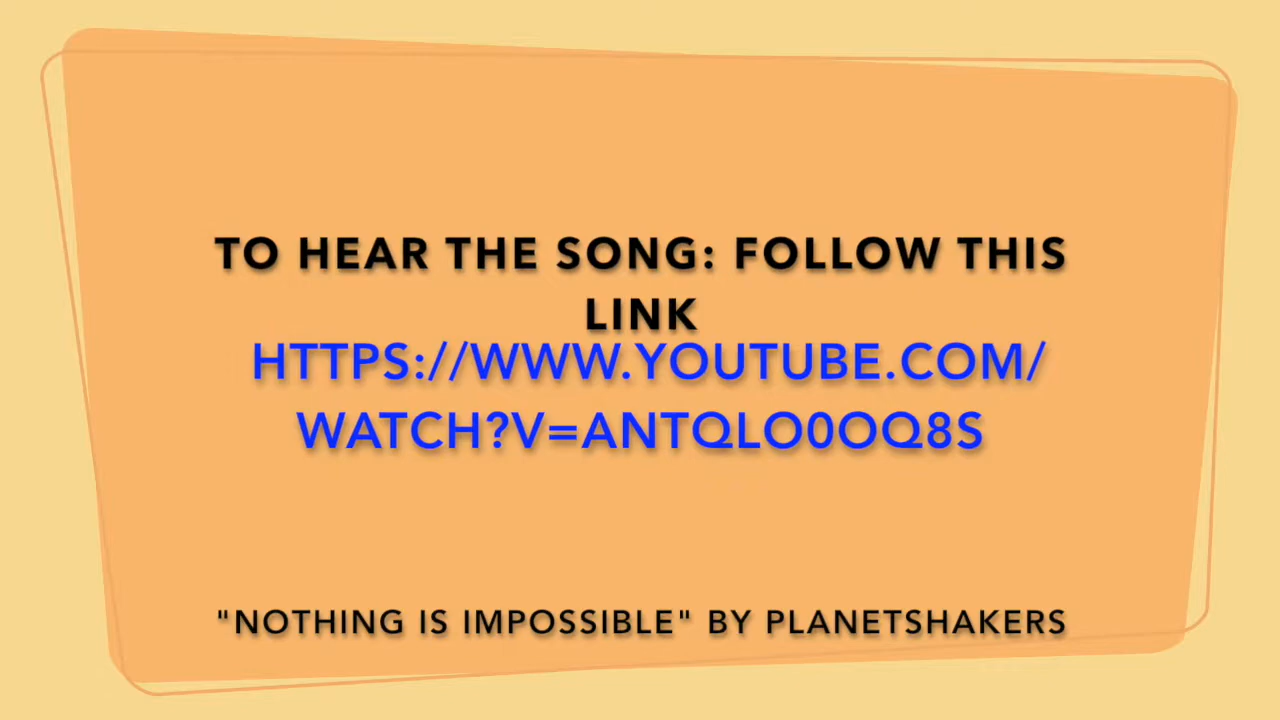 TO HEAR THE SONG: FOLLOW THIS
LINK
HTTPS://WWW.YOUTUBE.COM/
WATCH?V=ANTQLO0OQ8S
"NOTHING IS IMPOSSIBLE" BY PLANETSHAKERS